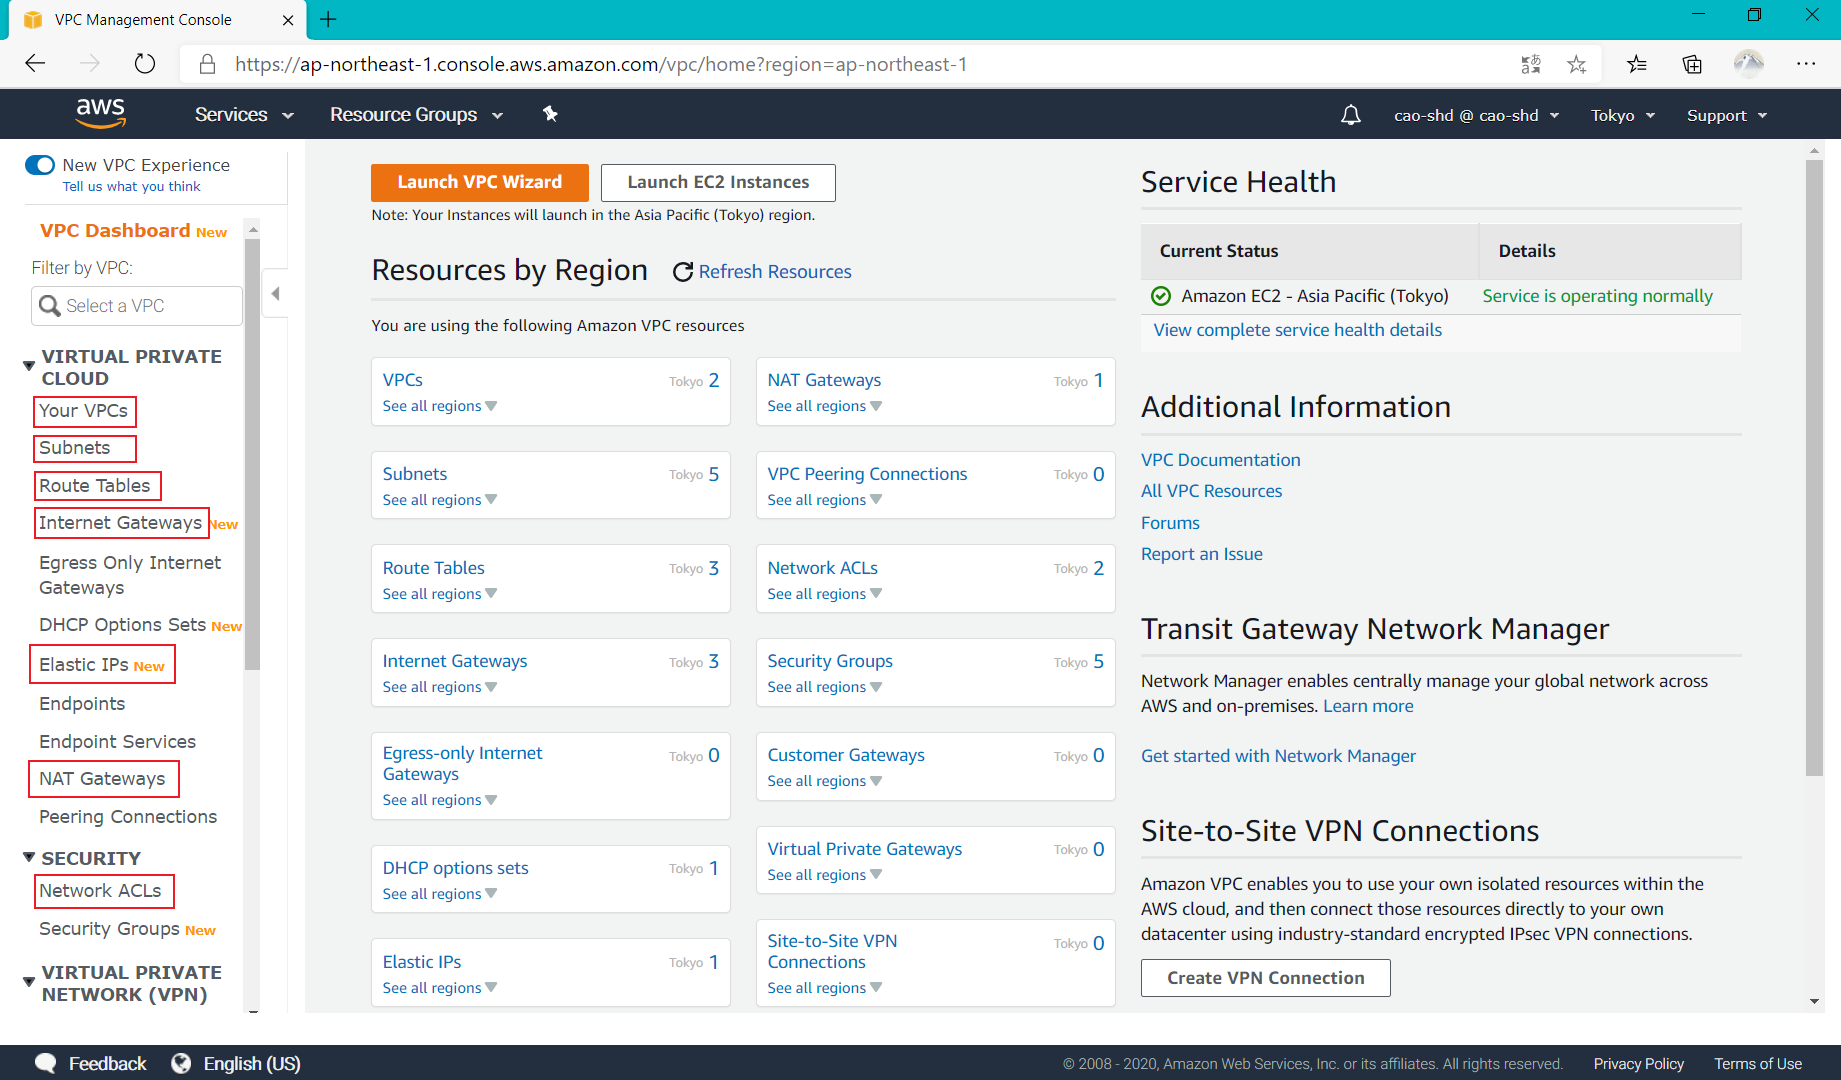 VPC Management Console
https://ap-northeast-1.console.aws.amazon.com/vpc/home?region=ap-northeast-1
aws
Services
Resource Groups
cao-shd @ cao-shd
Tokyo
Support
New VPC Experience
Tell us what you think
VPC Dashboard New
Filter by VPC:
Select a VPC
VIRTUAL PRIVATE
CLOUD
Your VPCs
Subnets
Route Tables
Internet Gateways New
Egress Only Internet
Gateways
DHCP Options Sets New
Elastic IPs New
Endpoints
Endpoint Services
NAT Gateways
Peering Connections
SECURITY
Network ACLs
Security Groups New
VIRTUAL PRIVATE
NETWORK (VPN)
Launch VPC Wizard
Launch EC2 Instances
Note: Your Instances will launch in the Asia Pacific (Tokyo) region.
Resources by Region
Refresh Resources
You are using the following Amazon VPC resources
VPCs Tokyo 2
See all regions
NAT Gateways Tokyo 1
See all regions
Subnets Tokyo 5
See all regions
VPC Peering Connections Tokyo 0
See all regions
Route Tables Tokyo 3
See all regions
Network ACLs Tokyo 2
See all regions
Internet Gateways Tokyo 3
See all regions
Security Groups Tokyo 5
See all regions
Egress-only Internet Tokyo 0
Gateways
See all regions
Customer Gateways Tokyo 0
See all regions
DHCP options sets Tokyo 1
See all regions
Virtual Private Gateways Tokyo 0
See all regions
Elastic IPs Tokyo 1
See all regions
Site-to-Site VPN Tokyo 0
Connections
See all regions
Service Health
Current Status Details
Amazon EC2 - Asia Pacific (Tokyo) Service is operating normally
View complete service health details
Additional Information
VPC Documentation
All VPC Resources
Forums
Report an Issue
Transit Gateway Network Manager
Network Manager enables centrally manage your global network across
AWS and on-premises. Learn more
Get started with Network Manager
Site-to-Site VPN Connections
Amazon VPC enables you to use your own isolated resources within the
AWS cloud, and then connect those resources directly to your own
datacenter using industry-standard encrypted IPsec VPN connections.
Create VPN Connection
Feedback
English (US)
© 2008 - 2020, Amazon Web Services, Inc. or its affiliates. All rights reserved.
Privacy Policy
Terms of Use